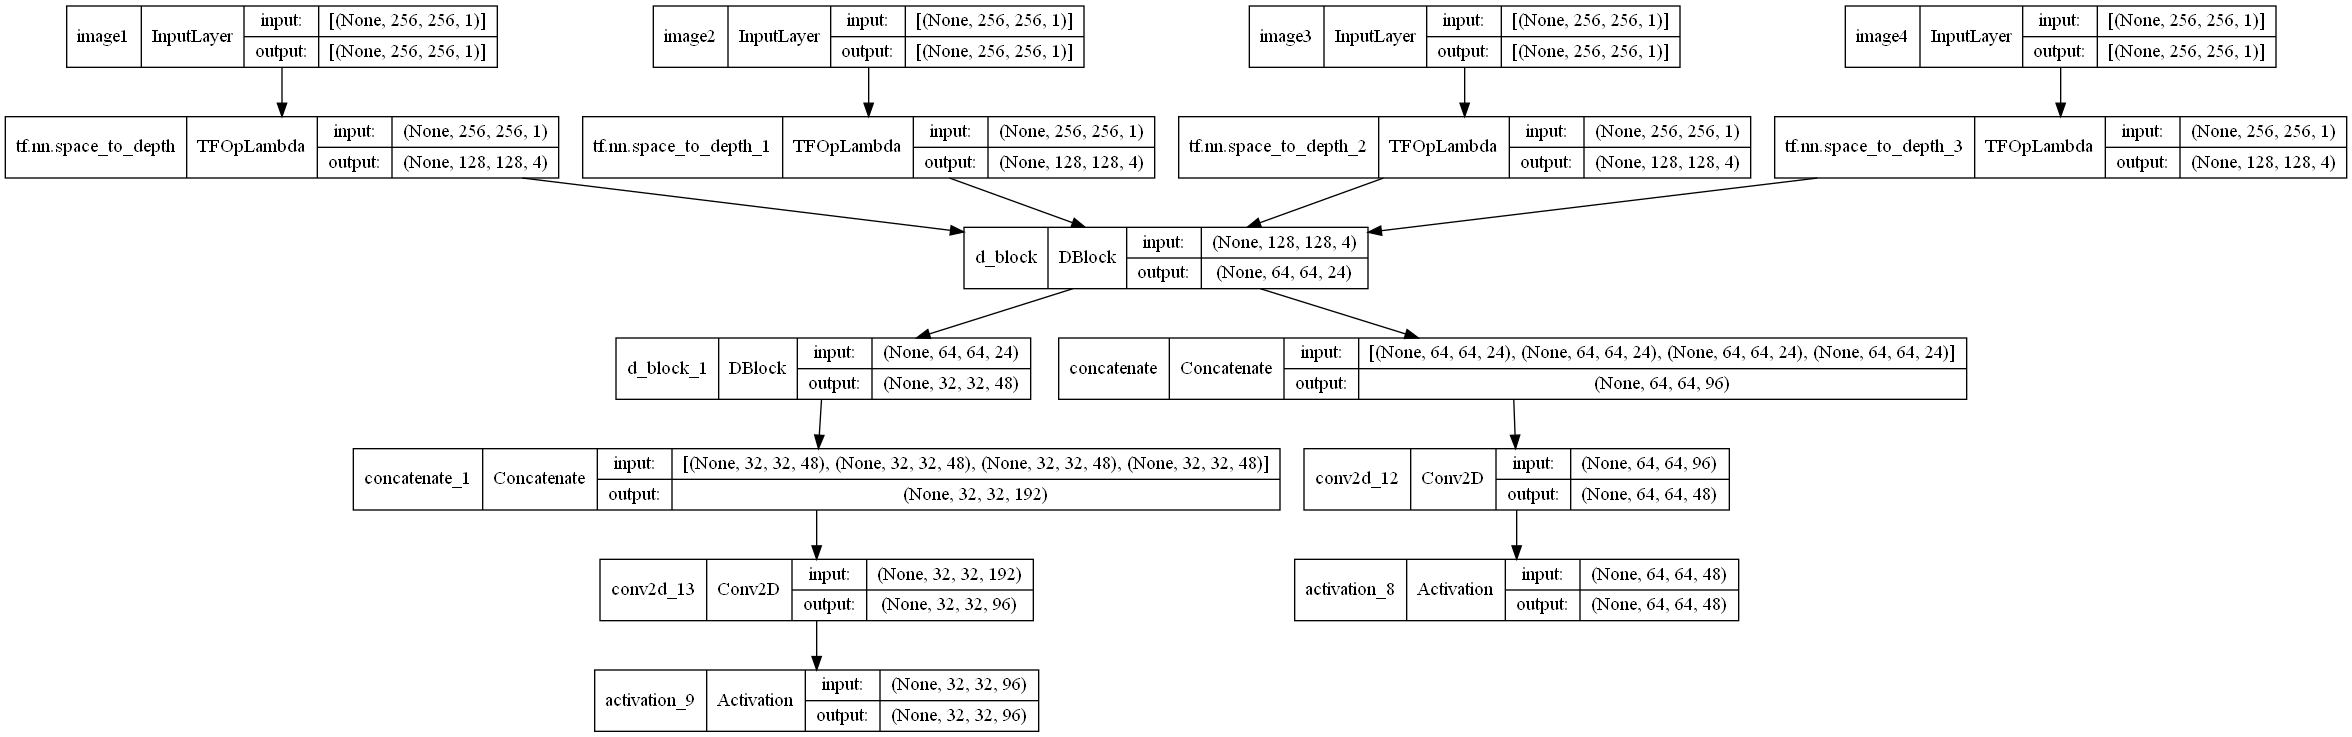 image1 InputLayer input: [(None, 256, 256, 1)] output: [(None, 256, 256, 1)]
image2 InputLayer input: [(None, 256, 256, 1)] output: [(None, 256, 256, 1)]
image3 InputLayer input: [(None, 256, 256, 1)] output: [(None, 256, 256, 1)]
image4 InputLayer input: [(None, 256, 256, 1)] output: [(None, 256, 256, 1)]
tf.nn.space_to_depth TFOpLambda input: (None, 256, 256, 1) output: (None, 128, 128, 4)
tf.nn.space_to_depth_1 TFOpLambda input: (None, 256, 256, 1) output: (None, 128, 128, 4)
tf.nn.space_to_depth_2 TFOpLambda input: (None, 256, 256, 1) output: (None, 128, 128, 4)
tf.nn.space_to_depth_3 TFOpLambda input: (None, 256, 256, 1) output: (None, 128, 128, 4)
d_block DBlock input: (None, 128, 128, 4) output: (None, 64, 64, 24)
d_block_1 DBlock input: (None, 64, 64, 24) output: (None, 32, 32, 48)
concatenate Concatenate input: [(None, 64, 64, 24), (None, 64, 64, 24), (None, 64, 64, 24), (None, 64, 64, 24)] output: (None, 64, 64, 96)
concatenate_1 Concatenate input: [(None, 32, 32, 48), (None, 32, 32, 48), (None, 32, 32, 48), (None, 32, 32, 48)] output: (None, 32, 32, 192)
conv2d_12 Conv2D input: (None, 64, 64, 96) output: (None, 64, 64, 48)
conv2d_13 Conv2D input: (None, 32, 32, 192) output: (None, 32, 32, 96)
activation_8 Activation input: (None, 64, 64, 48) output: (None, 64, 64, 48)
activation_9 Activation input: (None, 32, 32, 96) output: (None, 32, 32, 96)